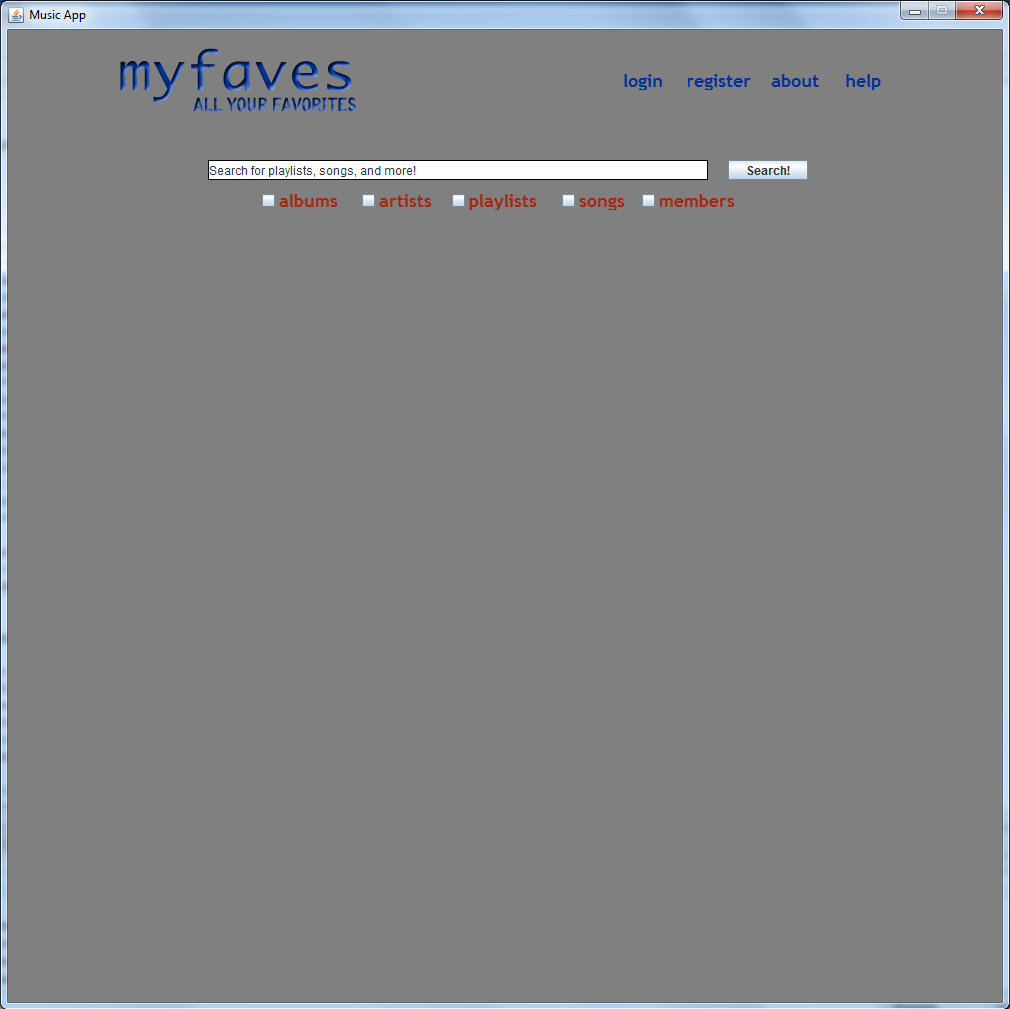 Music App
myfaves
ALL YOUR FAVORITES
login register about help
Search for playlists, songs, and more! Search!
albums artists playlists songs members